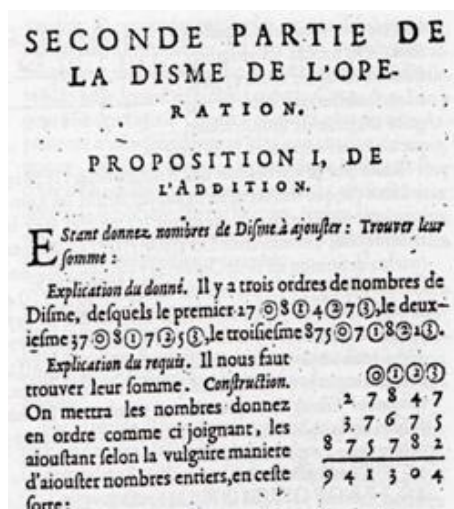 SECONDE PARTIE DE
LA DISME DE L'OPE-
RATION.
PROPOSITION I, DE
L'ADDITION.
EStant donnez nombres de Diſme à ajouſter : Trouver leur
ſomme :
Explication du donné. Il y a trois ordres de nombres de
Diſme, deſquels le premier 27 ⓪ 8 ① 4 ② 7 ③, le deux-
ieſme 37 ⓪ 8 ① 7 ② 5 ③, le troiſieſme 875 ⓪ 7 ① 8 ② 2 ③.
Explication du requis. Il nous faut
trouver leur ſomme. Conſtruction.
On mettra les nombres donnez
en ordre comme ci joignant, les
aiouſtant ſelon la vulgaire maniere
d'aiouſter nombres entiers, en ceſte
ſorte :
⓪ ① ② ③
2 7 8 4 7
3 7 6 7 5
8 7 5 7 8 2
9 4 1 3 0 4